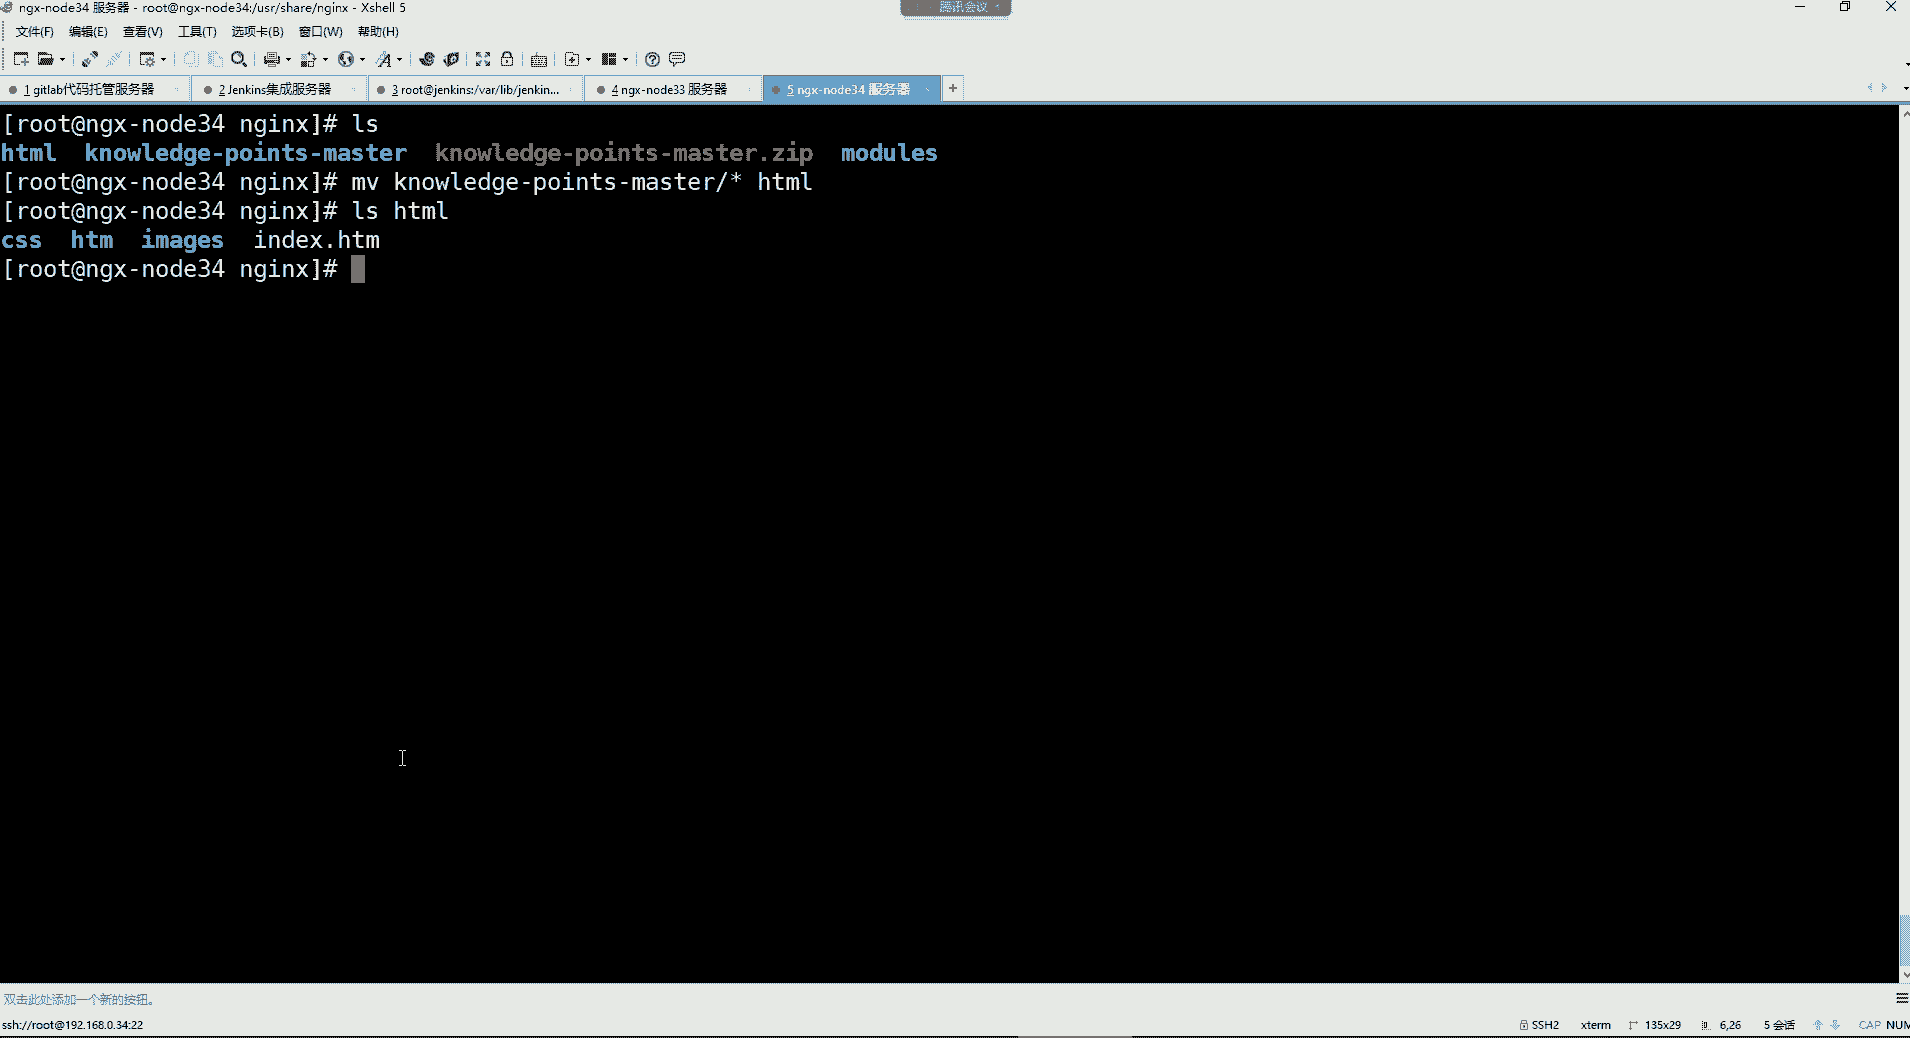 ngx-node34 服务器 - root@ngx-node34:/usr/share/nginx - Xshell 5
腾讯会议
文件(F) 编辑(E) 查看(V) 工具(T) 选项卡(B) 窗口(W) 帮助(H)
1 gitlab代码托管服务器 2 Jenkins集成服务器 3 root@jenkins:/var/lib/jenkin... 4 ngx-node33 服务器 5 ngx-node34 服务器 +
[root@ngx-node34 nginx]# ls
html knowledge-points-master knowledge-points-master.zip modules
[root@ngx-node34 nginx]# mv knowledge-points-master/* html
[root@ngx-node34 nginx]# ls html
css htm images index.htm
[root@ngx-node34 nginx]#
双击此处添加一个新的按钮。
ssh://root@192.168.0.34:22 SSH2 xterm 135x29 6,26 5 会话 CAP NUM